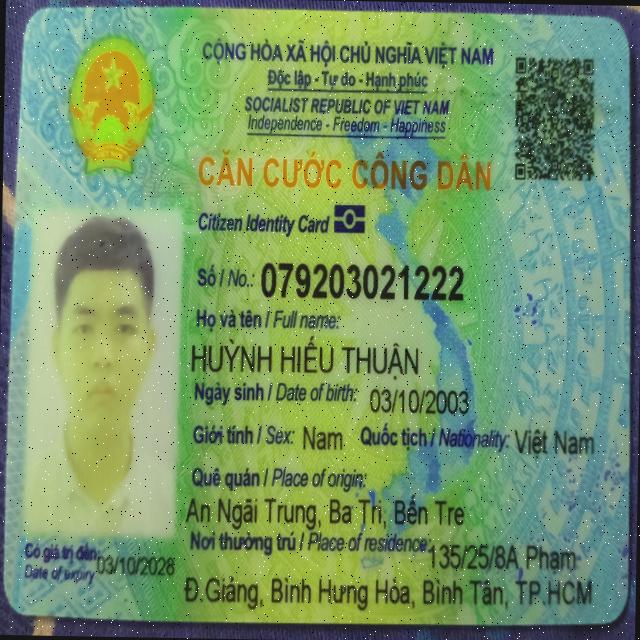 CỘNG HÒA XÃ HỘI CHỦ NGHĨA VIỆT NAM
Độc lập - Tự do - Hạnh phúc
SOCIALIST REPUBLIC OF VIET NAM
Independence - Freedom - Happiness
CĂN CƯỚC CÔNG DÂN
Citizen Identity Card
Số / No.: 079203021222
Họ và tên / Full name:
HUỲNH HIẾU THUẬN
Ngày sinh / Date of birth: 03/10/2003
Giới tính / Sex: Nam Quốc tịch / Nationality: Việt Nam
Quê quán / Place of origin:
An Ngãi Trung, Ba Tri, Bến Tre
Nơi thường trú / Place of residence: 135/25/8A Phạm
Đ.Giảng, Bình Hưng Hòa, Bình Tân, TP.HCM
Có giá trị đến: 03/10/2028
Date of expiry